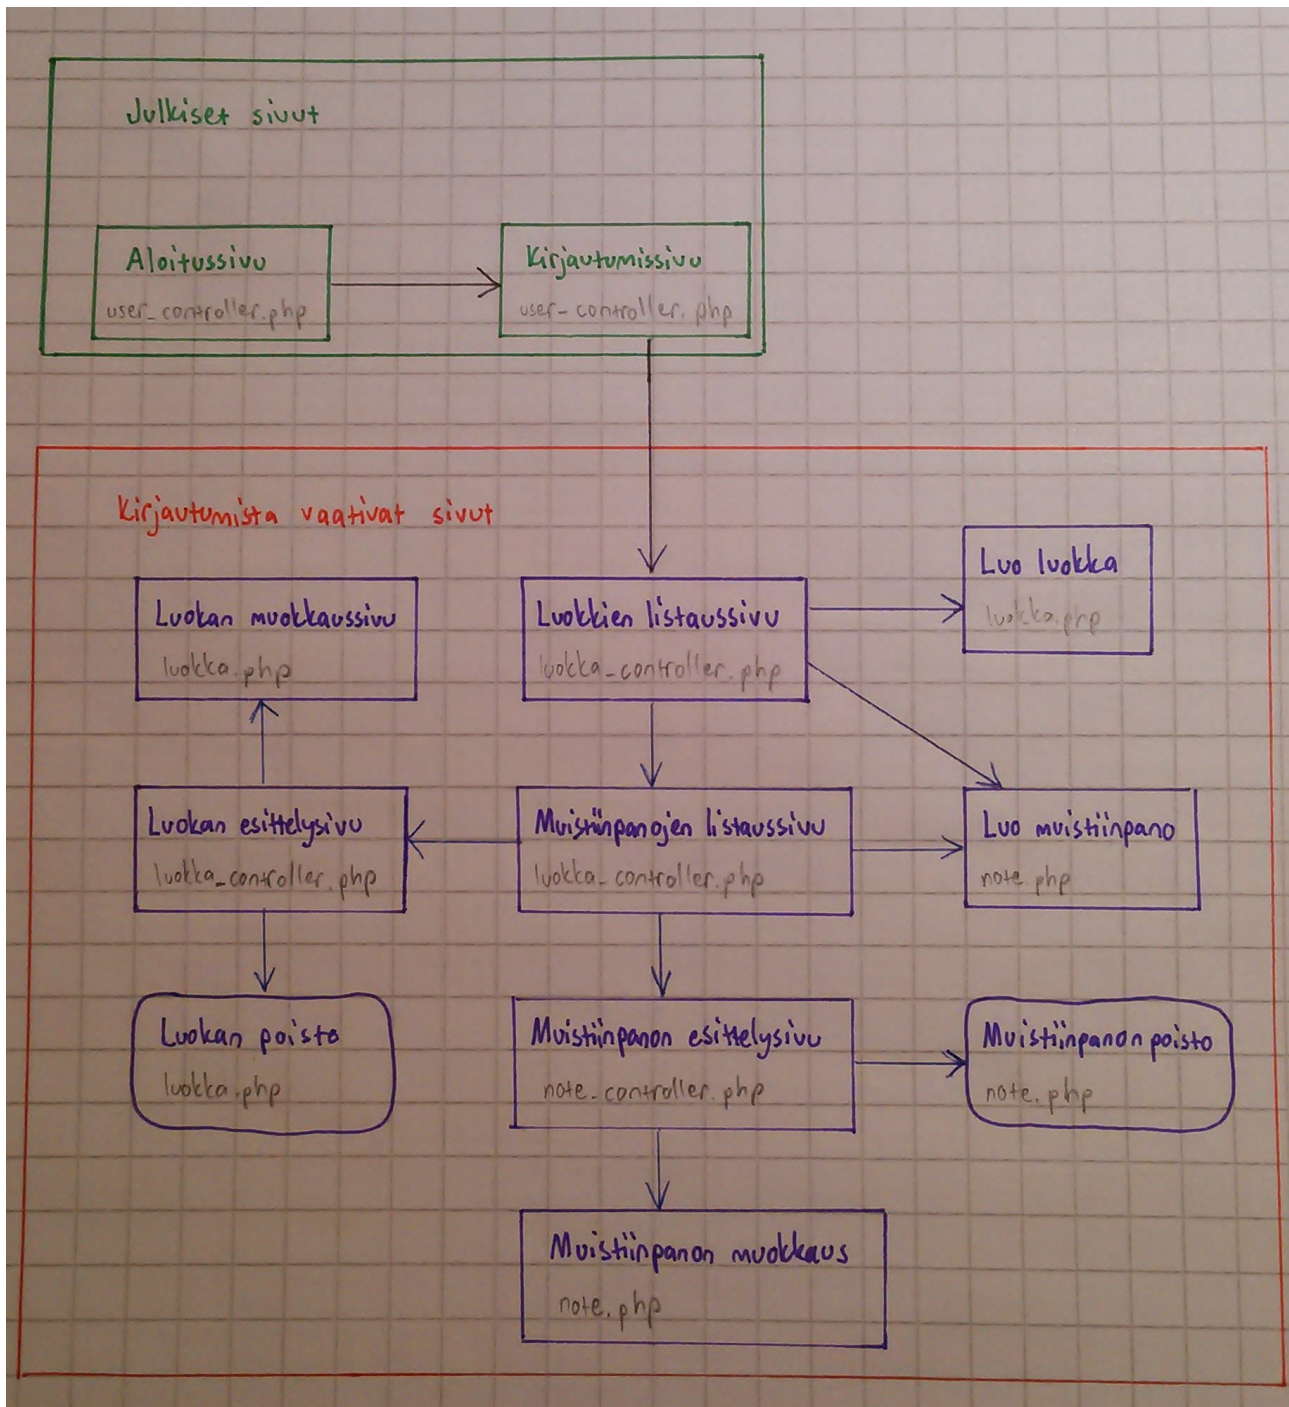 Julkiset sivut
Aloitussivu
user_controller.php
Kirjautumissivu
user_controller.php
Kirjautumista vaativat sivut
Luokan muokkaussivu
luokka.php
Luokkien listaussivu
luokka_controller.php
Luo luokka
luokka.php
Luokan esittelysivu
luokka_controller.php
Muistiinpanojen listaussivu
luokka_controller.php
Luo muistiinpano
note.php
Luokan poisto
luokka.php
Muistiinpanon esittelysivu
note_controller.php
Muistiinpanon poisto
note.php
Muistiinpanon muokkaus
note.php